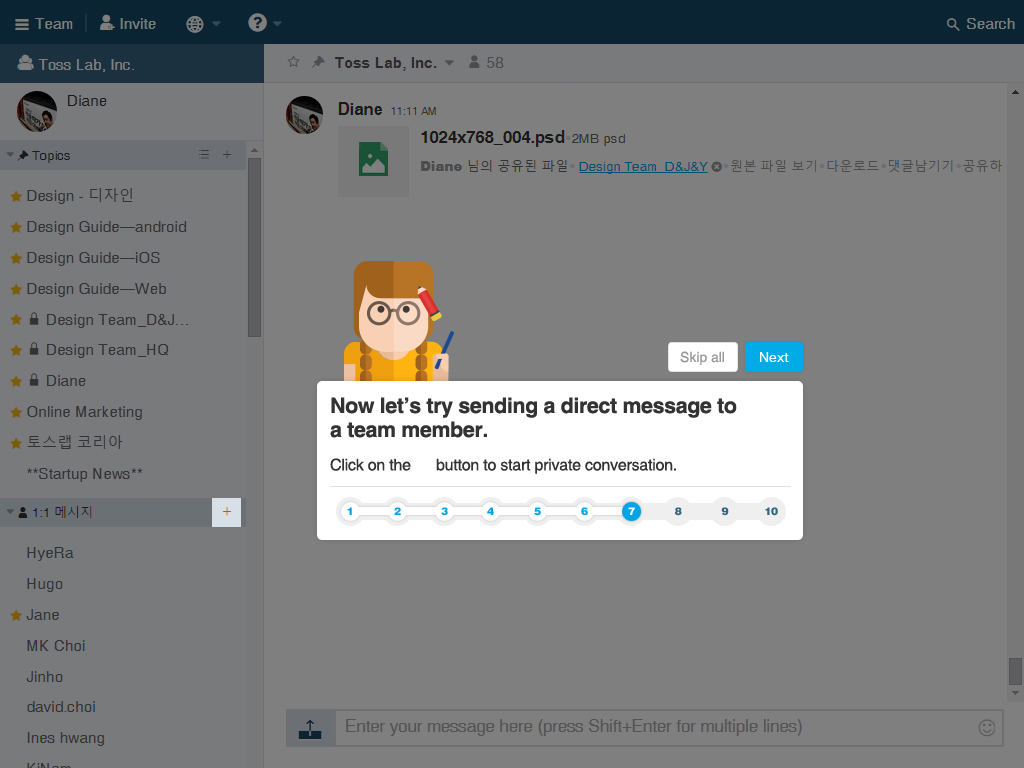 Team
Invite
?
Search
Toss Lab, Inc.
Diane
Topics
Design - 디자인
Design Guide—android
Design Guide—iOS
Design Guide—Web
Design Team_D&J...
Design Team_HQ
Diane
Online Marketing
토스랩 코리아
**Startup News**
1:1 메시지
+
HyeRa
Hugo
Jane
MK Choi
Jinho
david.choi
Ines hwang
KiNam
Toss Lab, Inc. 58
Diane 11:11 AM
1024x768_004.psd 2MB psd
Diane 님의 공유된 파일 • Design Team_D&J&Y • 원본 파일 보기 • 다운로드 • 댓글남기기 • 공유하
Skip all
Next
Now let's try sending a direct message to
a team member.
Click on the button to start private conversation.
1 2 3 4 5 6 7 8 9 10
Enter your message here (press Shift+Enter for multiple lines)